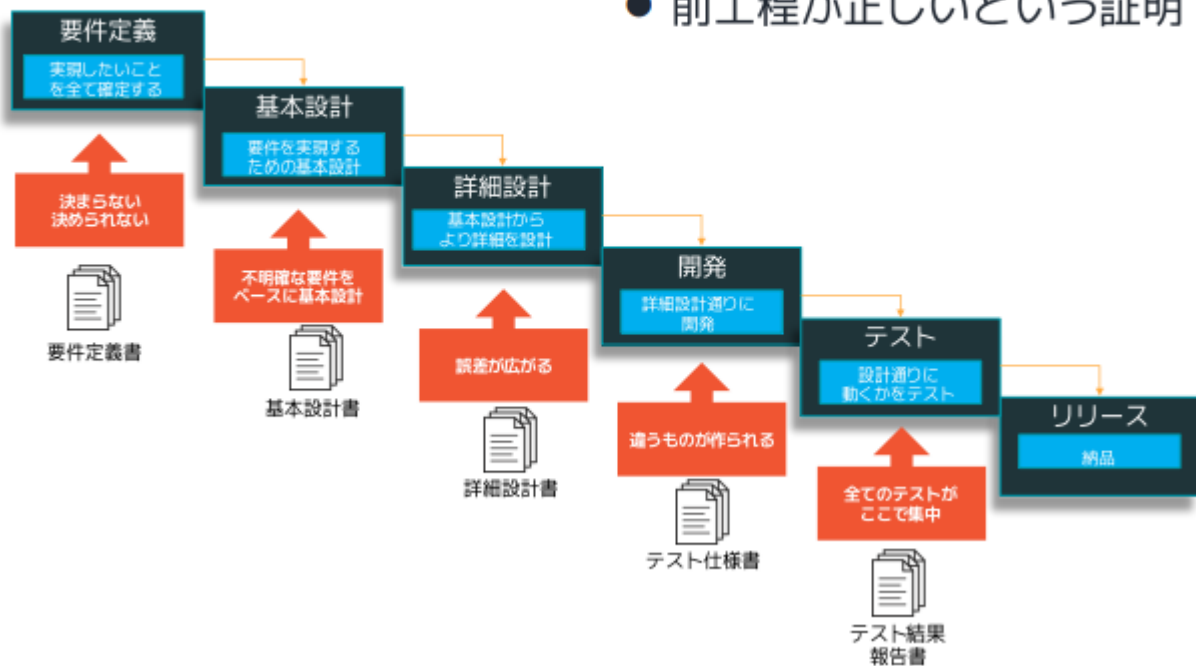 ● 前工程が正しいという証明
要件定義
実現したいこと
を全て確定する
基本設計
要件を実現する
ための基本設計
詳細設計
基本設計から
より詳細を設計
開発
詳細設計通りに
開発
テスト
設計通りに
動くかをテスト
リリース
納品
決まらない
決められない
不明確な要件を
ベースに基本設計
誤差が広がる
違うものが作られる
全てのテストが
ここで集中
要件定義書
基本設計書
詳細設計書
テスト仕様書
テスト結果
報告書